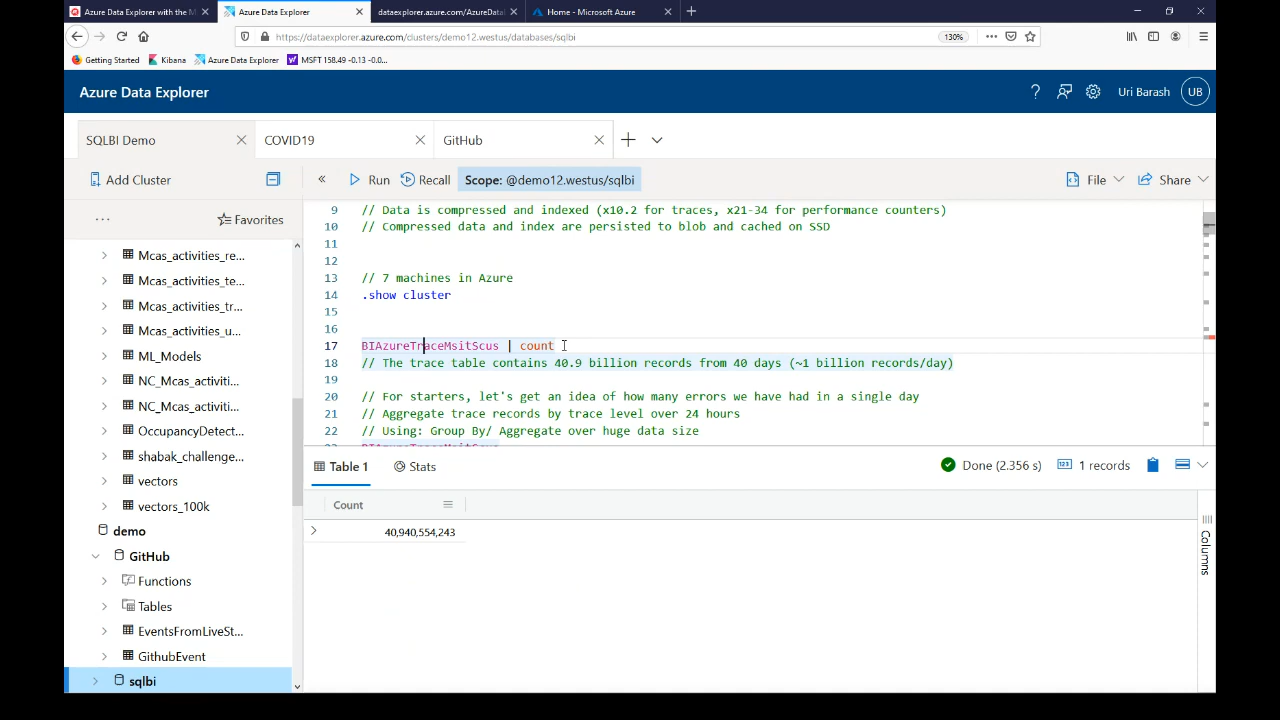 Azure Data Explorer with the M
Azure Data Explorer
dataexplorer.azure.com/AzureData
Home - Microsoft Azure
https://dataexplorer.azure.com/clusters/demo12.westus/databases/sqlbi
130%
Getting Started
Kibana
Azure Data Explorer
MSFT 158.49 -0.13 -0.0...
Azure Data Explorer
? Uri Barash UB
SQLBI Demo
COVID19
GitHub
Add Cluster
« Run Recall Scope: @demo12.westus/sqlbi File Share
... Favorites
Mcas_activities_re...
Mcas_activities_te...
Mcas_activities_tr...
Mcas_activities_u...
ML_Models
NC_Mcas_activiti...
NC_Mcas_activiti...
OccupancyDetect...
shabak_challenge...
vectors
vectors_100k
demo
GitHub
Functions
Tables
EventsFromLiveSt...
GithubEvent
sqlbi
9 // Data is compressed and indexed (x10.2 for traces, x21-34 for performance counters)
10 // Compressed data and index are persisted to blob and cached on SSD
11
12
13 // 7 machines in Azure
14 .show cluster
15
16
17 BIAzureTraceMsitScus | count
18 // The trace table contains 40.9 billion records from 40 days (~1 billion records/day)
19
20 // For starters, let's get an idea of how many errors we have had in a single day
21 // Aggregate trace records by trace level over 24 hours
22 // Using: Group By/ Aggregate over huge data size
23 BIAzureTraceMsitScus
Table 1
Stats
Done (2.356 s)
123 1 records
Count
40,940,554,243
Columns